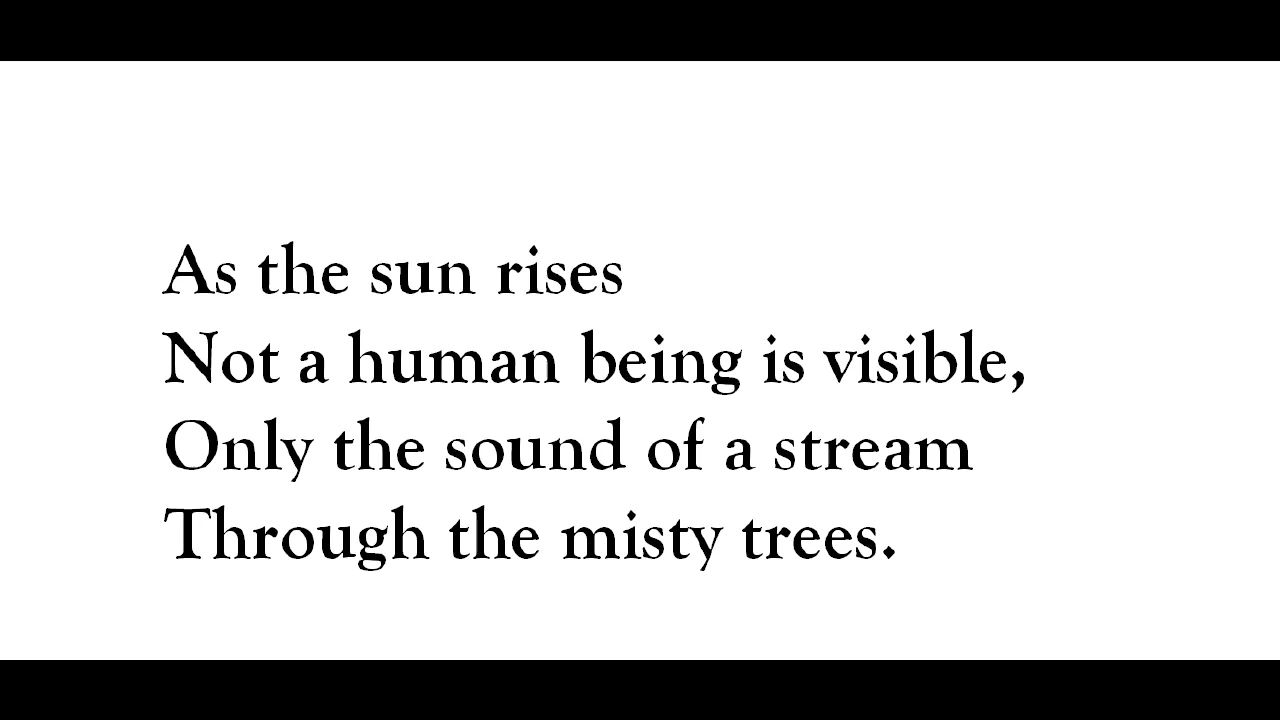 As the sun rises
Not a human being is visible,
Only the sound of a stream
Through the misty trees.